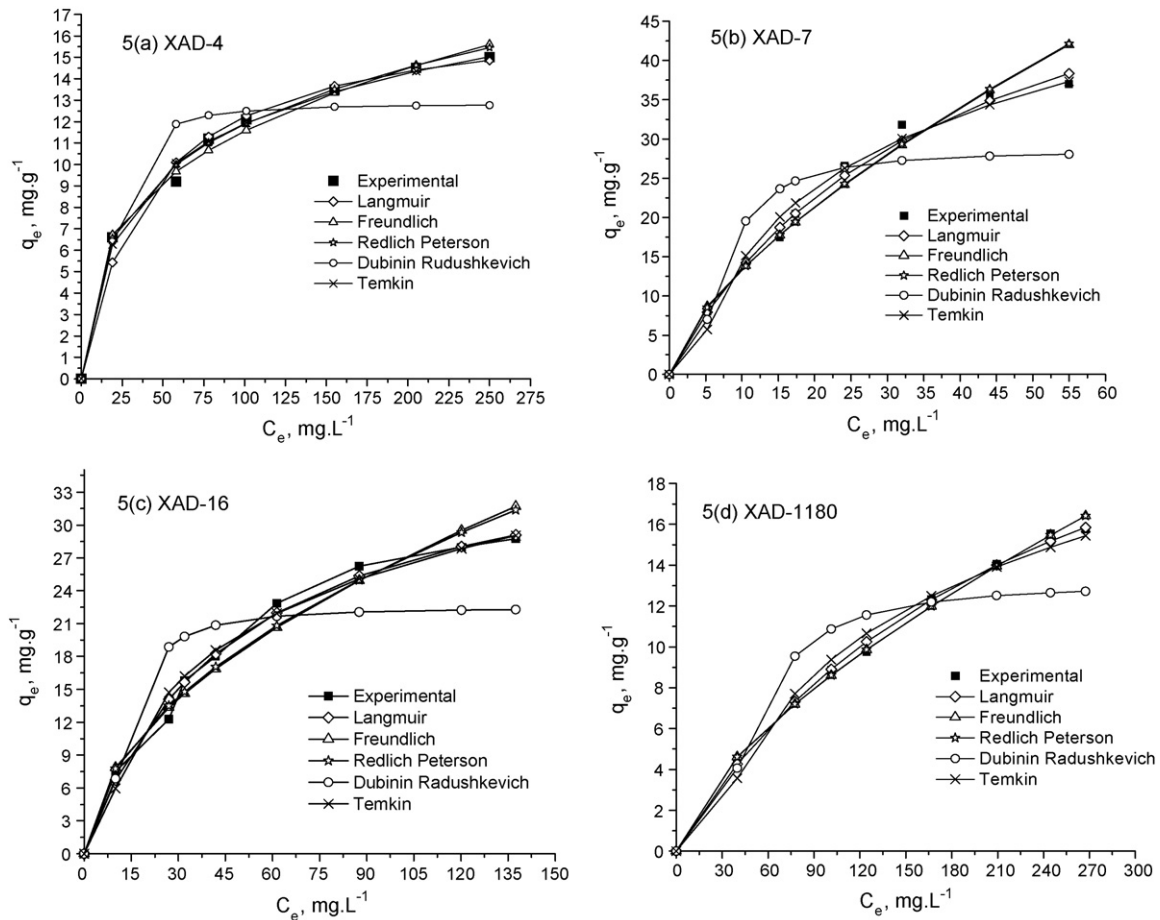 5(a) XAD-4
17
16
15
14
13
12
11
10
9
8
7
6
5
4
3
2
1
0
qe, mg.g-1
Experimental
Langmuir
Freundlich
Redlich Peterson
Dubinin Rudushkevich
Temkin
0 25 50 75 100 125 150 175 200 225 250 275
Ce, mg.L-1
5(b) XAD-7
45
40
35
30
25
20
15
10
5
0
qe, mg.g-1
Experimental
Langmuir
Freundlich
Redlich Peterson
Dubinin Radushkevich
Temkin
0 5 10 15 20 25 30 35 40 45 50 55 60
Ce, mg.L-1
5(c) XAD-16
33
30
27
24
21
18
15
12
9
6
3
0
qe, mg.g-1
Experimental
Langmuir
Freundlich
Redlich Peterson
Dubinin Radushkevich
Temkin
0 15 30 45 60 75 90 105 120 135 150
Ce, mg.L-1
5(d) XAD-1180
18
16
14
12
10
8
6
4
2
0
qe, mg.g-1
Experimental
Langmuir
Freundlich
Redlich Peterson
Dubinin Radushkevich
Temkin
0 30 60 90 120 150 180 210 240 270 300
Ce, mg.L-1